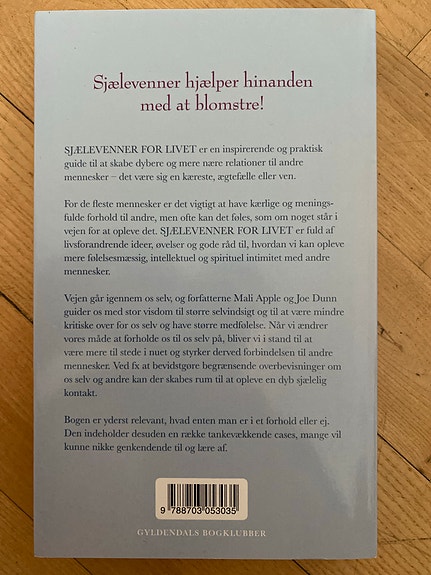 Sjælevenner hjælper hinanden
med at blomstre!
SJÆLEVENNER FOR LIVET er en inspirerende og praktisk
guide til at skabe dybere og mere nære relationer til andre
mennesker – det være sig en kæreste, ægtefælle eller ven.
For de fleste mennesker er det vigtigt at have kærlige og menings-
fulde forhold til andre, men ofte kan det føles, som om noget står i
vejen for at opleve det. SJÆLEVENNER FOR LIVET er fuld af
livsforandrende ideer, øvelser og gode råd til, hvordan vi kan opleve
mere følelsesmæssig, intellektuel og spirituel intimitet med andre
mennesker.
Vejen går igennem os selv, og forfatterne Mali Apple og Joe Dunn
guider os med stor visdom til større selvindsigt og til at være mindre
kritiske over for os selv og have større medfølelse. Når vi ændrer
vores måde at forholde os til os selv på, bliver vi i stand til at
være mere til stede i nuet og styrker derved forbindelsen til andre
mennesker. Ved fx at bevidstgøre begrænsende overbevisninger om
os selv og andre kan der skabes rum til at opleve en dyb sjælelig
kontakt.
Bogen er yderst relevant, hvad enten man er i et forhold eller ej.
Den indeholder desuden en række tankevækkende cases, mange vil
kunne nikke genkendende til og lære af.
9 788703 053035
GYLDENDALS BOGKLUBBER